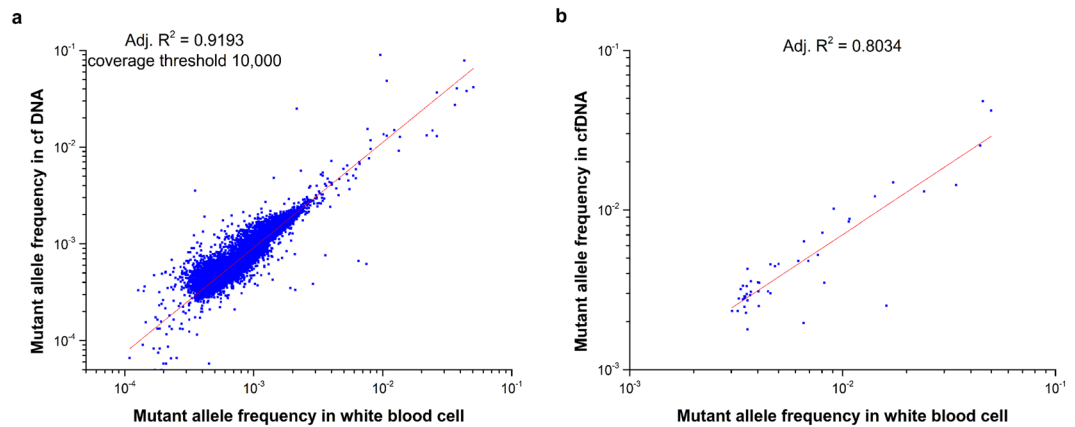 a
Adj. R² = 0.9193
coverage threshold 10,000
10⁻¹
10⁻²
10⁻³
10⁻⁴
Mutant allele frequency in cf DNA
10⁻⁴
10⁻³
10⁻²
10⁻¹
Mutant allele frequency in white blood cell
b
Adj. R² = 0.8034
10⁻¹
10⁻²
10⁻³
Mutant allele frequency in cfDNA
10⁻³
10⁻²
10⁻¹
Mutant allele frequency in white blood cell